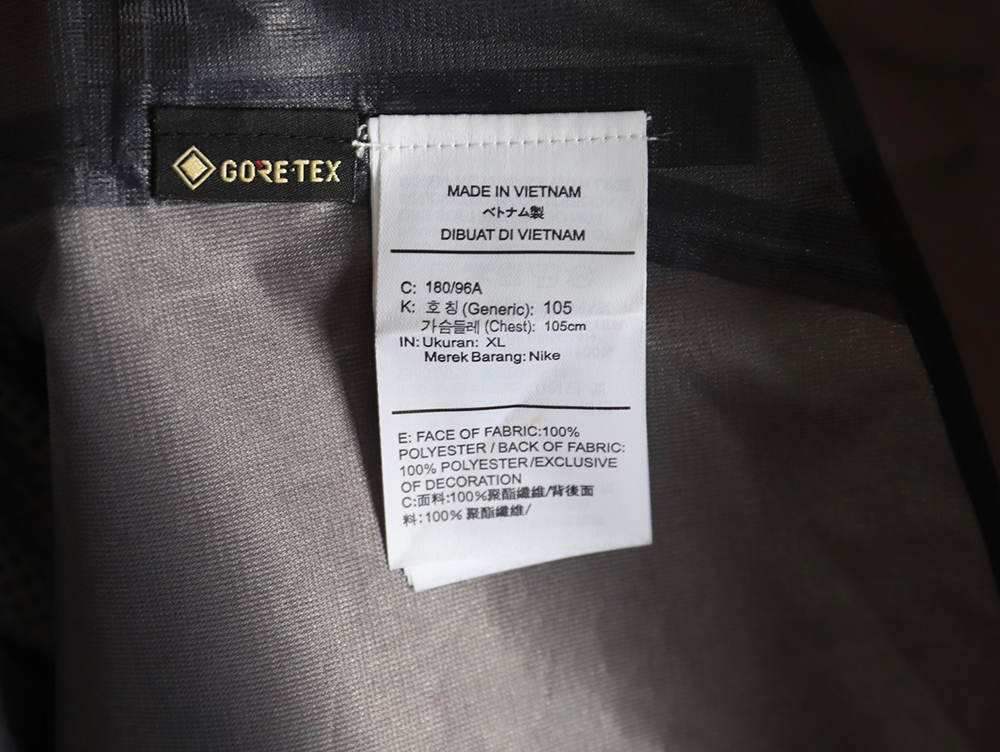 GORE-TEX
MADE IN VIETNAM
ベトナム製
DIBUAT DI VIETNAM
C: 180/96A
K: 호칭(Generic): 105
가슴둘레 (Chest): 105cm
IN: Ukuran: XL
Merek Barang: Nike
E: FACE OF FABRIC:100%
POLYESTER / BACK OF FABRIC:
100% POLYESTER/EXCLUSIVE
OF DECORATION
C:面料:100%聚酯纖維/背後面
料:100% 聚酯纖維/